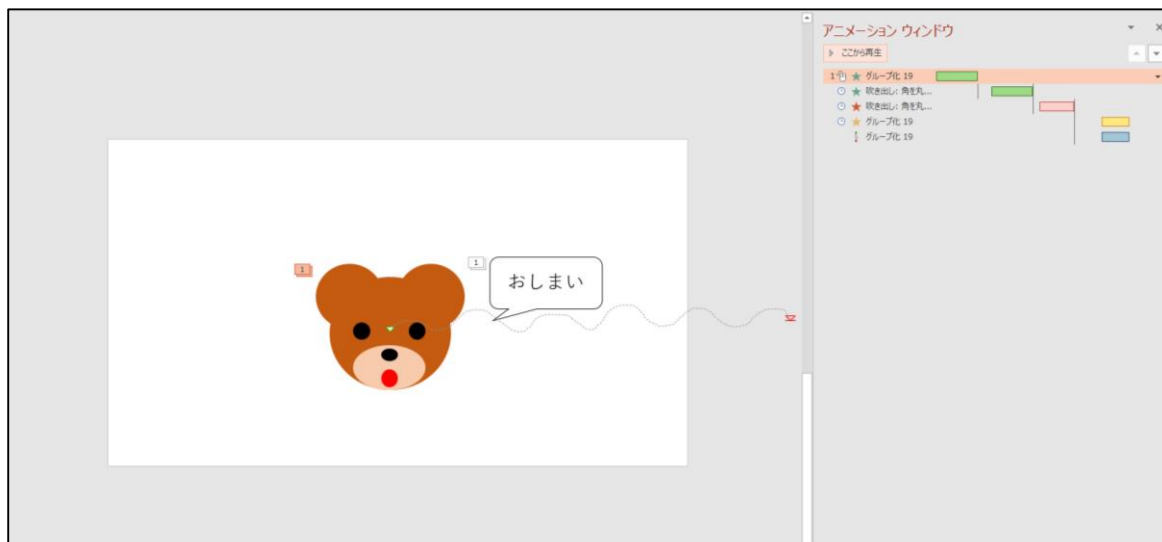 アニメーション ウィンドウ
ここから再生
1 グループ化 19
吹き出し: 角を丸...
吹き出し: 角を丸...
グループ化 19
グループ化 19
1
1
おしまい